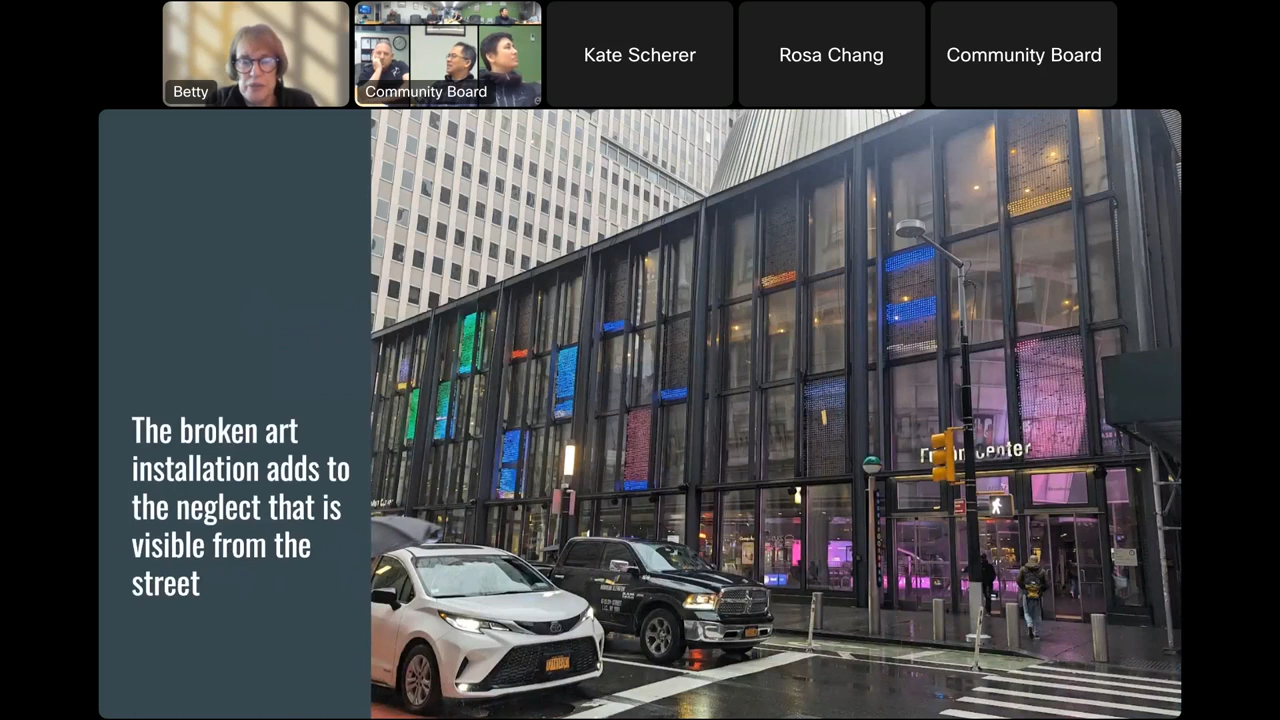 Betty
Community Board
Kate Scherer
Rosa Chang
Community Board
The broken art
installation adds to
the neglect that is
visible from the
street
Center